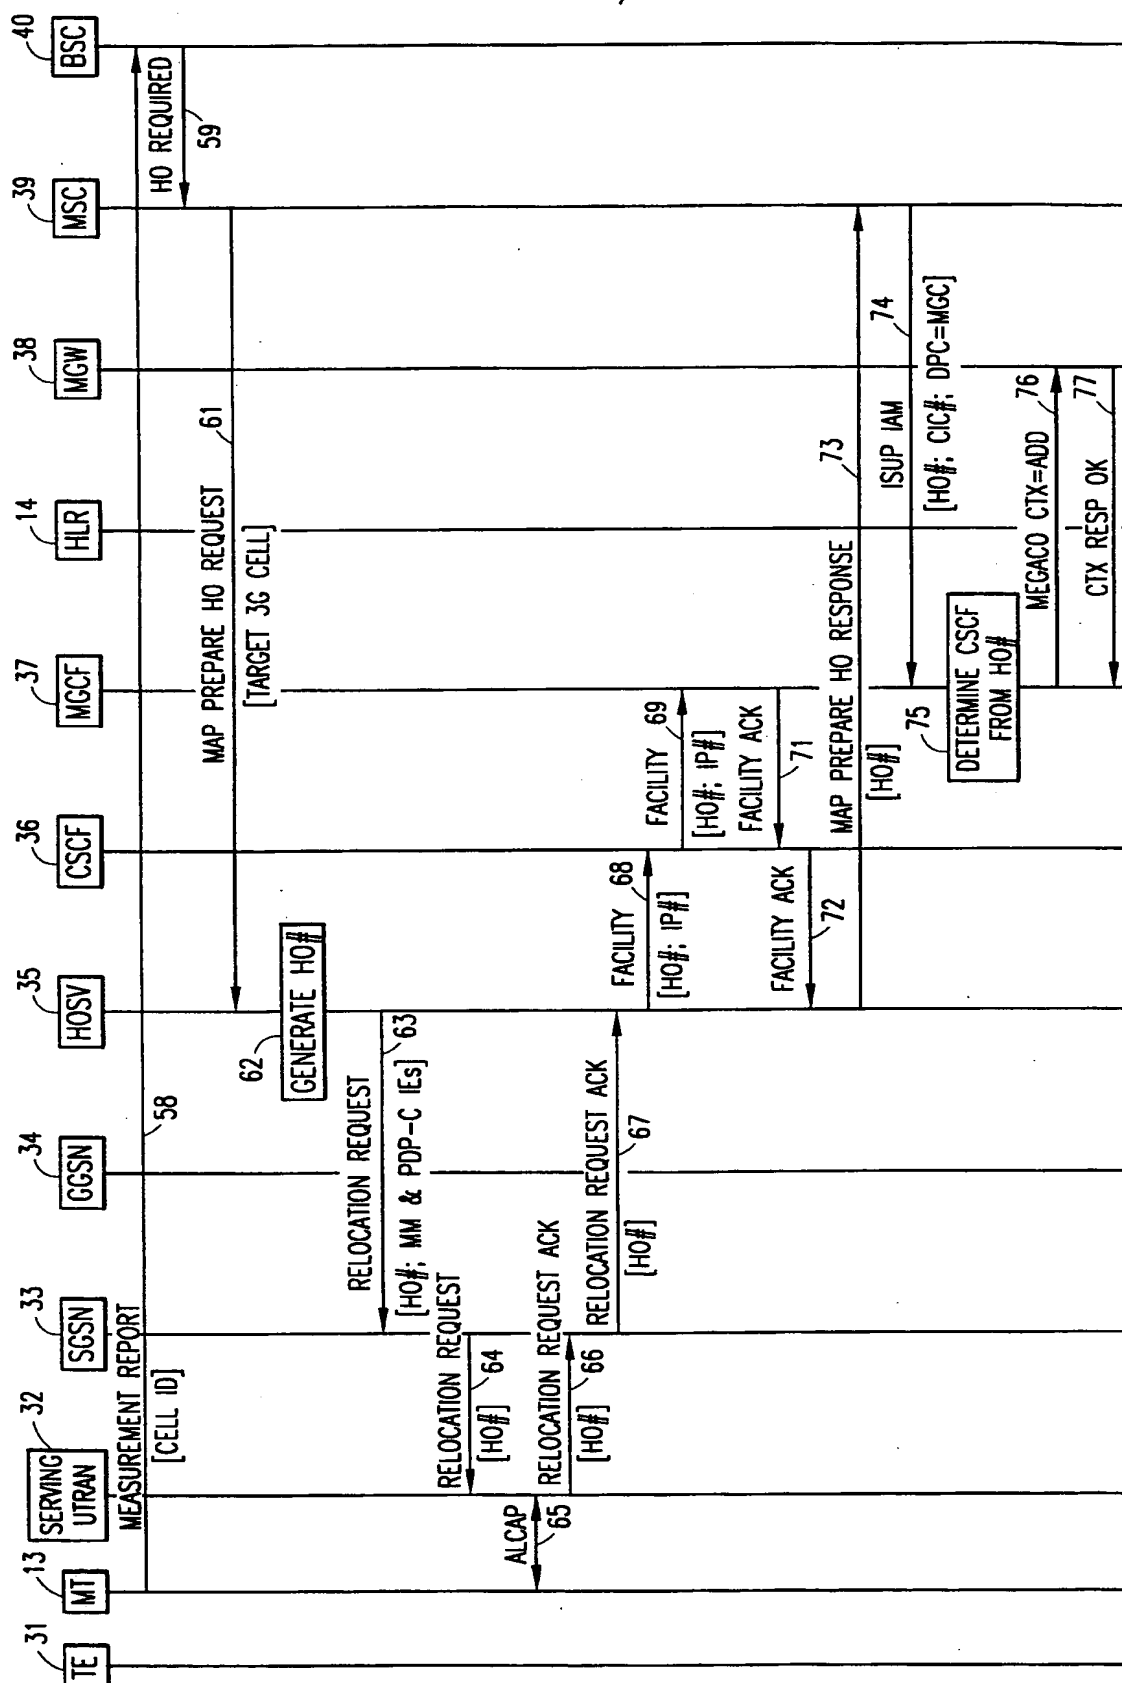 31
TE
13
MT
32
SERVING
UTRAN
33
SGSN
34
GGSN
35
HOSV
36
CSCF
37
MGCF
14
HLR
38
MGW
39
MSC
40
BSC
MEASUREMENT REPORT
[CELL ID]
58
HO REQUIRED
59
MAP PREPARE HO REQUEST
61
[TARGET 3G CELL]
62
GENERATE HO#
RELOCATION REQUEST
63
[HO#; MM & PDP-C IEs]
RELOCATION REQUEST
64
[HO#]
ALCAP
65
RELOCATION REQUEST ACK
66
[HO#]
RELOCATION REQUEST ACK
67
[HO#]
FACILITY
68
[HO#; IP#]
FACILITY
69
[HO#; IP#]
FACILITY ACK
71
FACILITY ACK
72
MAP PREPARE HO RESPONSE
73
[HO#]
ISUP IAM
74
[HO#; CIC#; DPC=MGC]
75
DETERMINE CSCF
FROM HO#
MEGACO CTX=ADD
76
CTX RESP OK
77